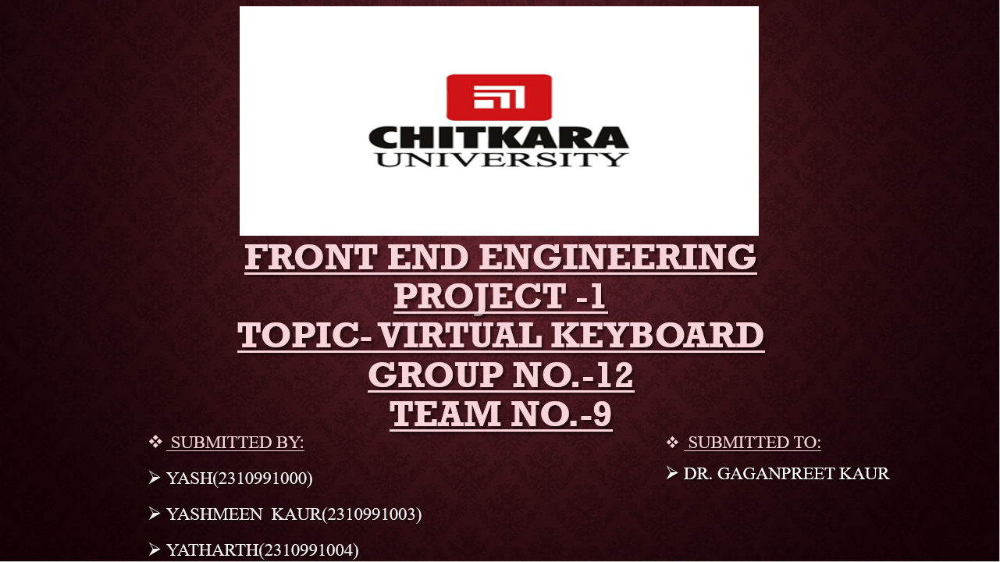 CHITKARA
UNIVERSITY
FRONT END ENGINEERING
PROJECT -1
TOPIC- VIRTUAL KEYBOARD
GROUP NO.-12
TEAM NO.-9
SUBMITTED BY:
YASH(2310991000)
YASHMEEN  KAUR(2310991003)
YATHARTH(2310991004)
SUBMITTED TO:
DR. GAGANPREET KAUR